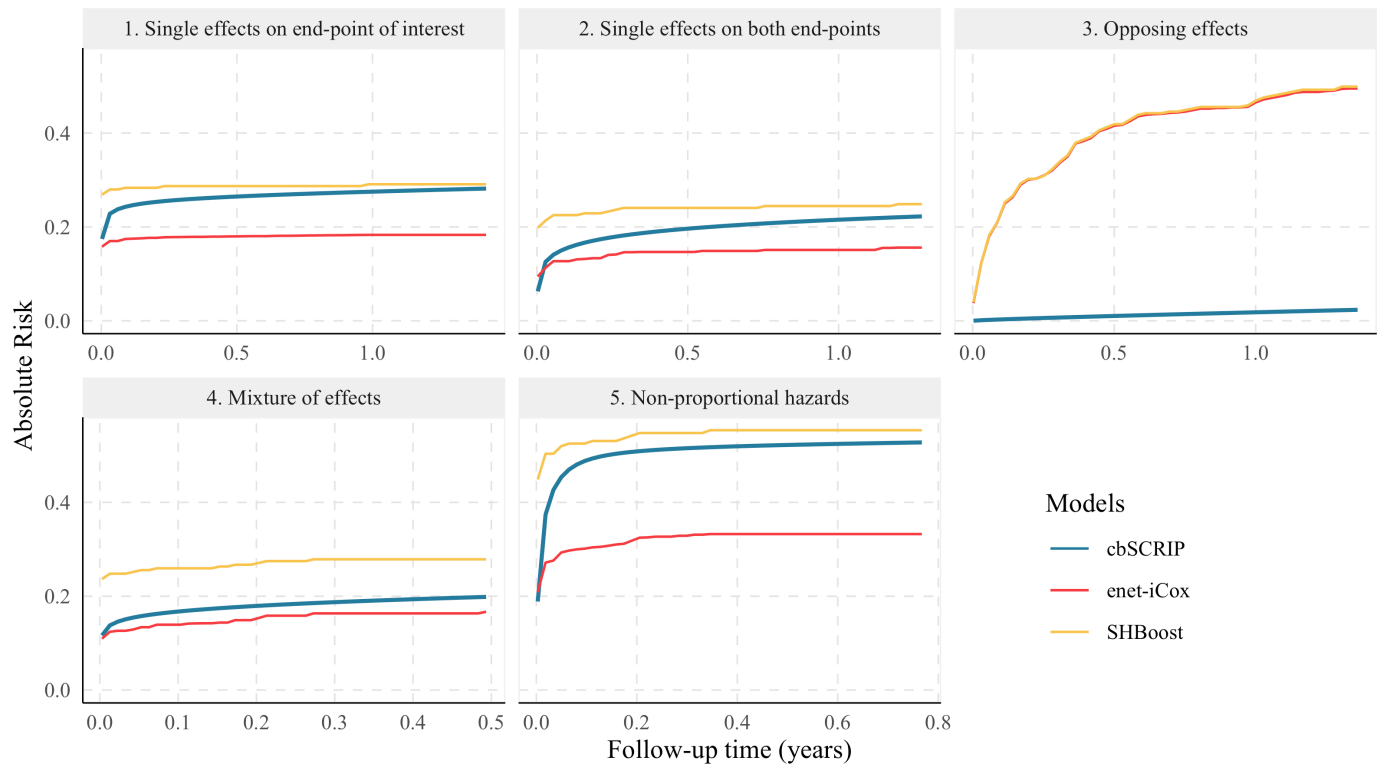 1. Single effects on end-point of interest
2. Single effects on both end-points
3. Opposing effects
0.4
0.2
0.0
0.0 0.5 1.0
0.0 0.5 1.0
0.0 0.5 1.0
Absolute Risk
4. Mixture of effects
5. Non-proportional hazards
0.4
0.2
0.0
0.0 0.1 0.2 0.3 0.4 0.5
0.0 0.2 0.4 0.6 0.8
Follow-up time (years)
Models
cbSCRIP
enet-iCox
SHBoost